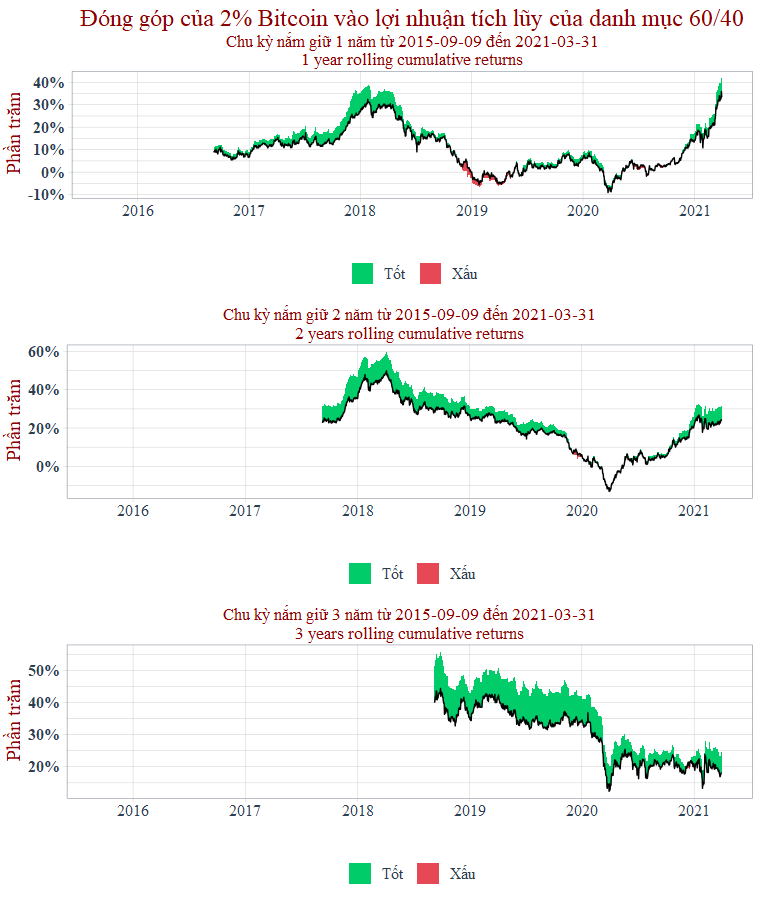 Đóng góp của 2% Bitcoin vào lợi nhuận tích lũy của danh mục 60/40
Chu kỳ nắm giữ 1 năm từ 2015-09-09 đến 2021-03-31
1 year rolling cumulative returns
Phần trăm
40%
30%
20%
10%
0%
-10%
2016 2017 2018 2019 2020 2021
Tốt Xấu
Chu kỳ nắm giữ 2 năm từ 2015-09-09 đến 2021-03-31
2 years rolling cumulative returns
Phần trăm
60%
40%
20%
0%
2016 2017 2018 2019 2020 2021
Tốt Xấu
Chu kỳ nắm giữ 3 năm từ 2015-09-09 đến 2021-03-31
3 years rolling cumulative returns
Phần trăm
50%
40%
30%
20%
2016 2017 2018 2019 2020 2021
Tốt Xấu